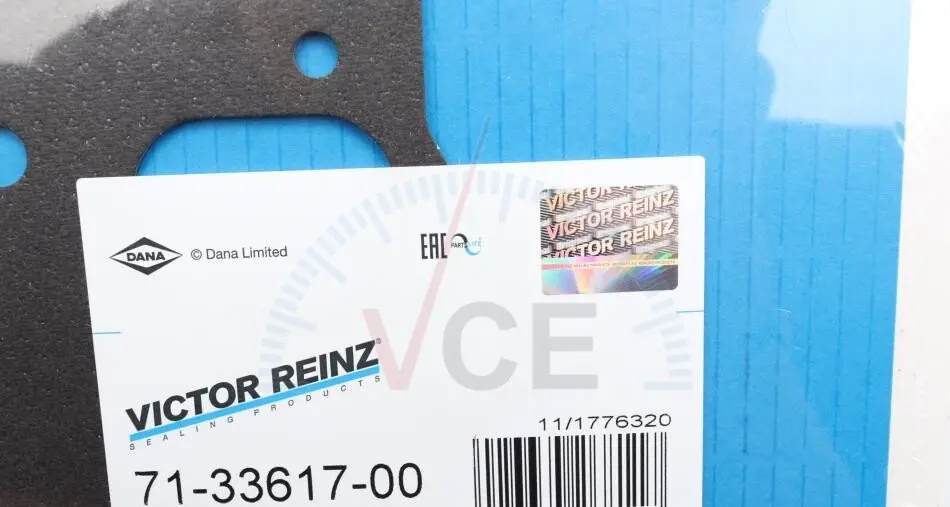 DANA
© Dana Limited
EAC
PART
VICTOR REINZ
VICTOR REINZ
VICTOR REINZ
VCE
VICTOR REINZ®
SEALING PRODUCTS
11/1776320
71-33617-00